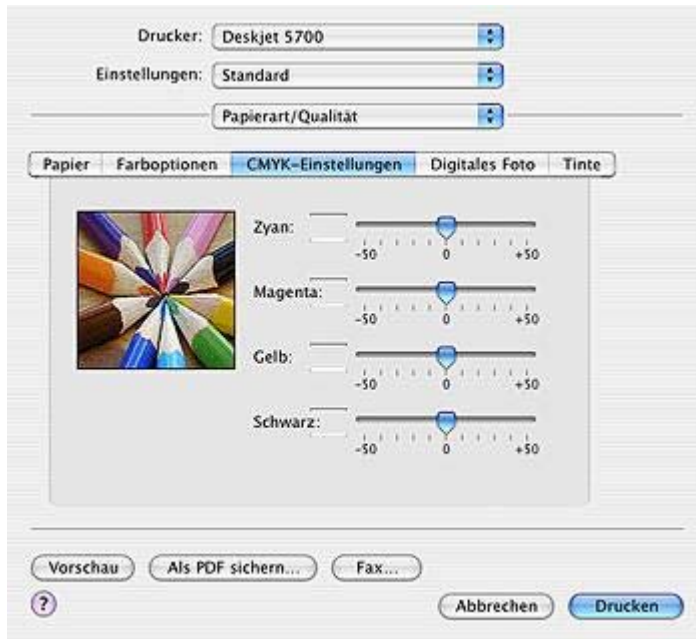 Drucker: Deskjet 5700
Einstellungen: Standard
Papierart/Qualität
Papier Farboptionen CMYK-Einstellungen Digitales Foto Tinte
Zyan:
-50 0 +50
Magenta:
-50 0 +50
Gelb:
-50 0 +50
Schwarz:
-50 0 +50
Vorschau Als PDF sichern... Fax...
? Abbrechen Drucken